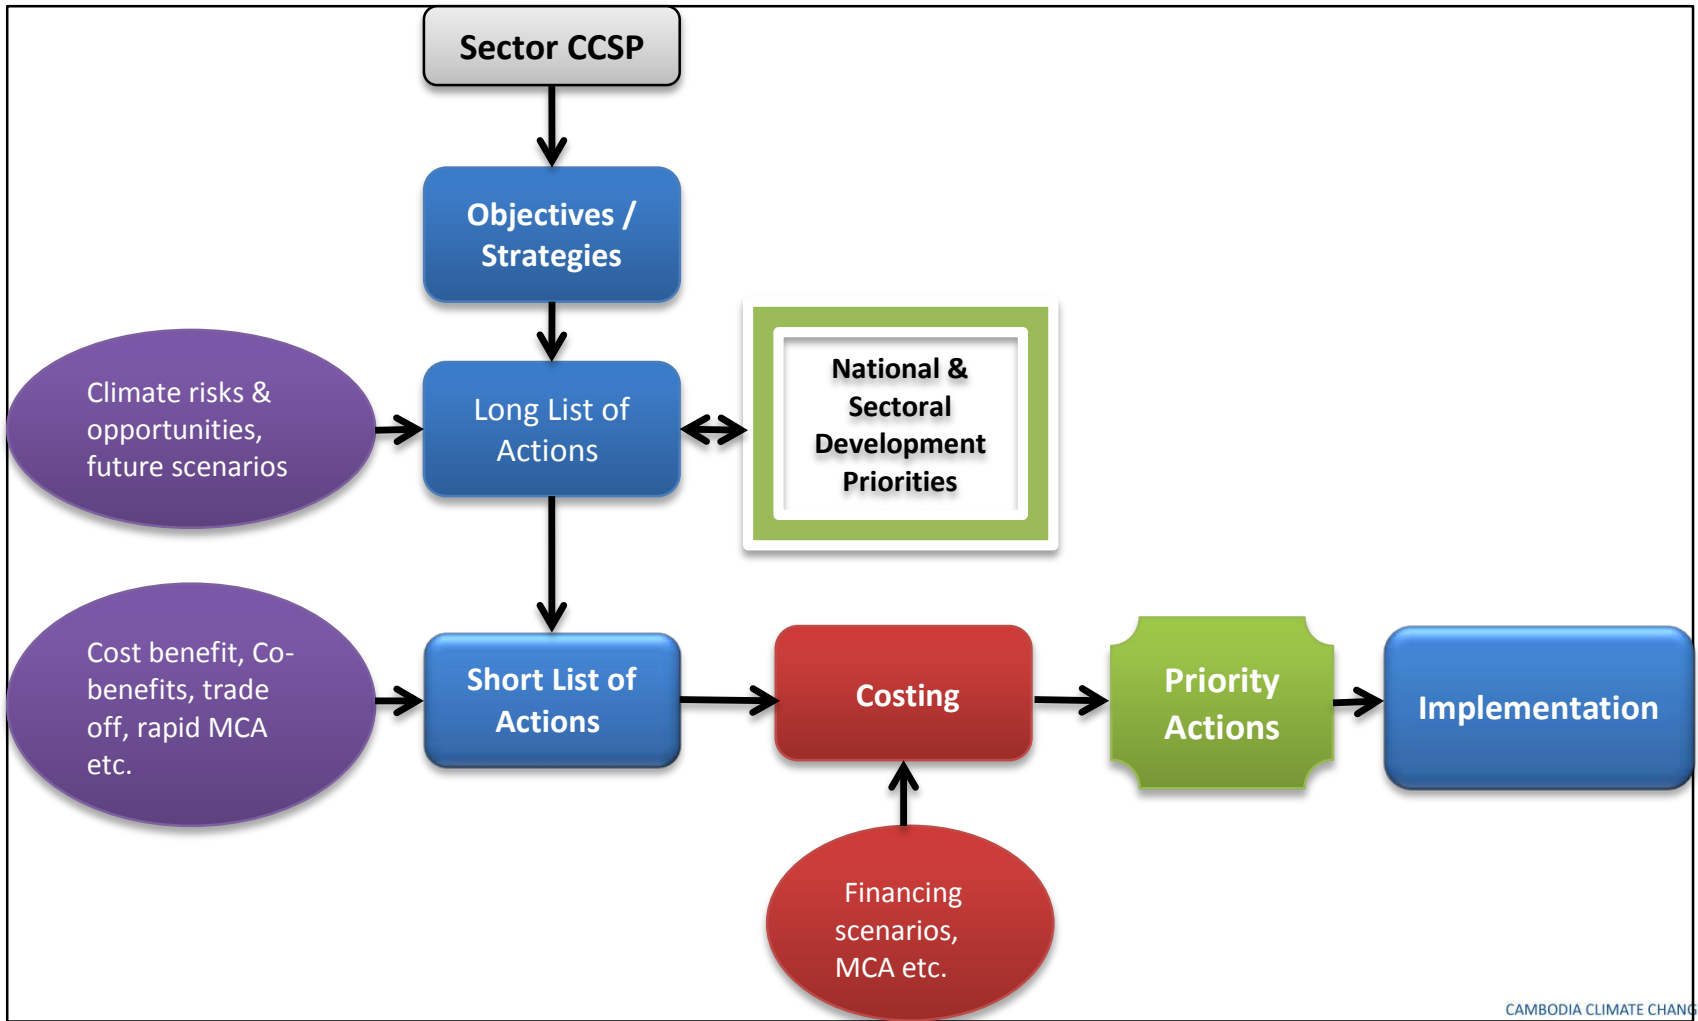 Sector CCSP
Objectives /
Strategies
Climate risks &
opportunities,
future scenarios
Long List of
Actions
National &
Sectoral
Development
Priorities
Cost benefit, Co-
benefits, trade
off, rapid MCA
etc.
Short List of
Actions
Costing
Priority
Actions
Implementation
Financing
scenarios,
MCA etc.
CAMBODIA CLIMATE CHANG